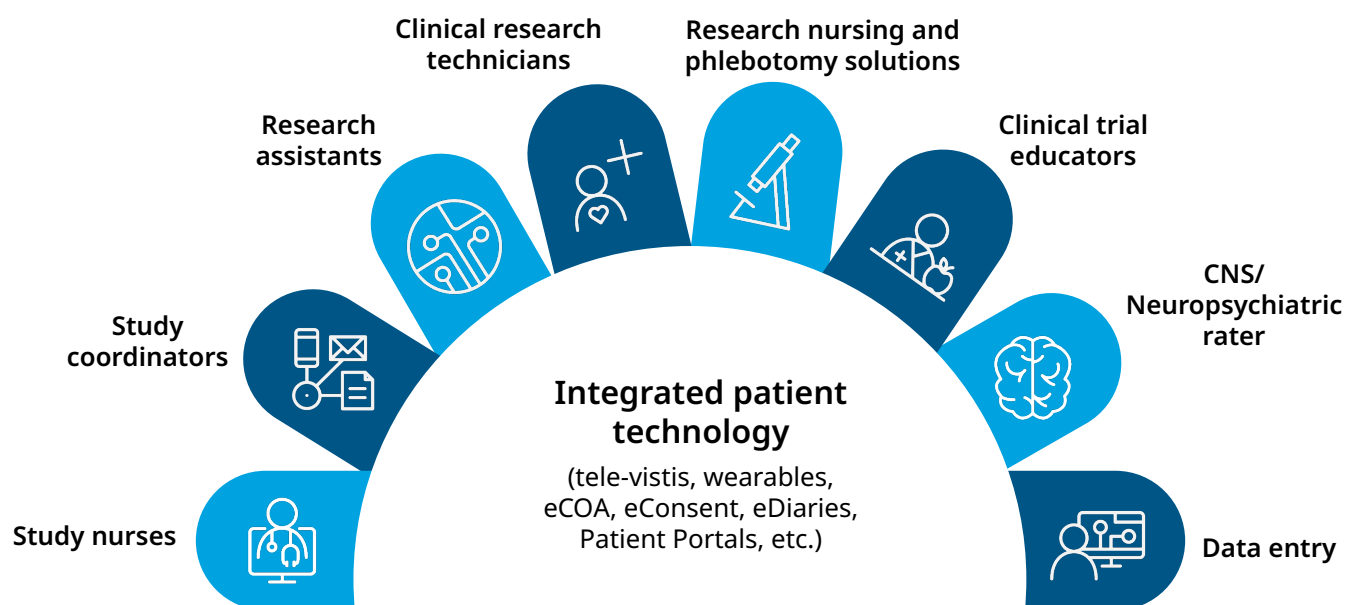 Clinical research
technicians
Research nursing and
phlebotomy solutions
Research
assistants
Clinical trial
educators
Study
coordinators
CNS/
Neuropsychiatric
rater
Integrated patient
technology
(tele-vistis, wearables,
eCOA, eConsent, eDiaries,
Patient Portals, etc.)
Study nurses
Data entry